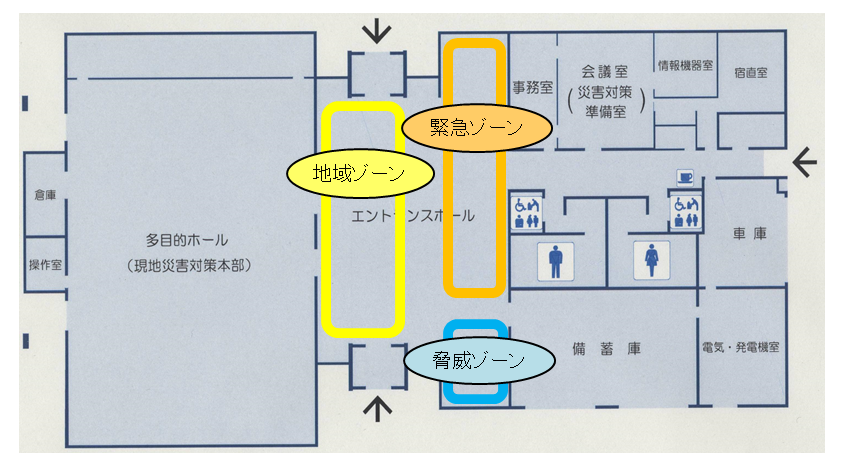 緊急ゾーン
事務室
会議室
(災害対策
準備室)
情報機器室
宿直室
地域ゾーン
エントランスホール
倉庫
操作室
多目的ホール
(現地災害対策本部)
車庫
脅威ゾーン
備蓄庫
電気・発電機室